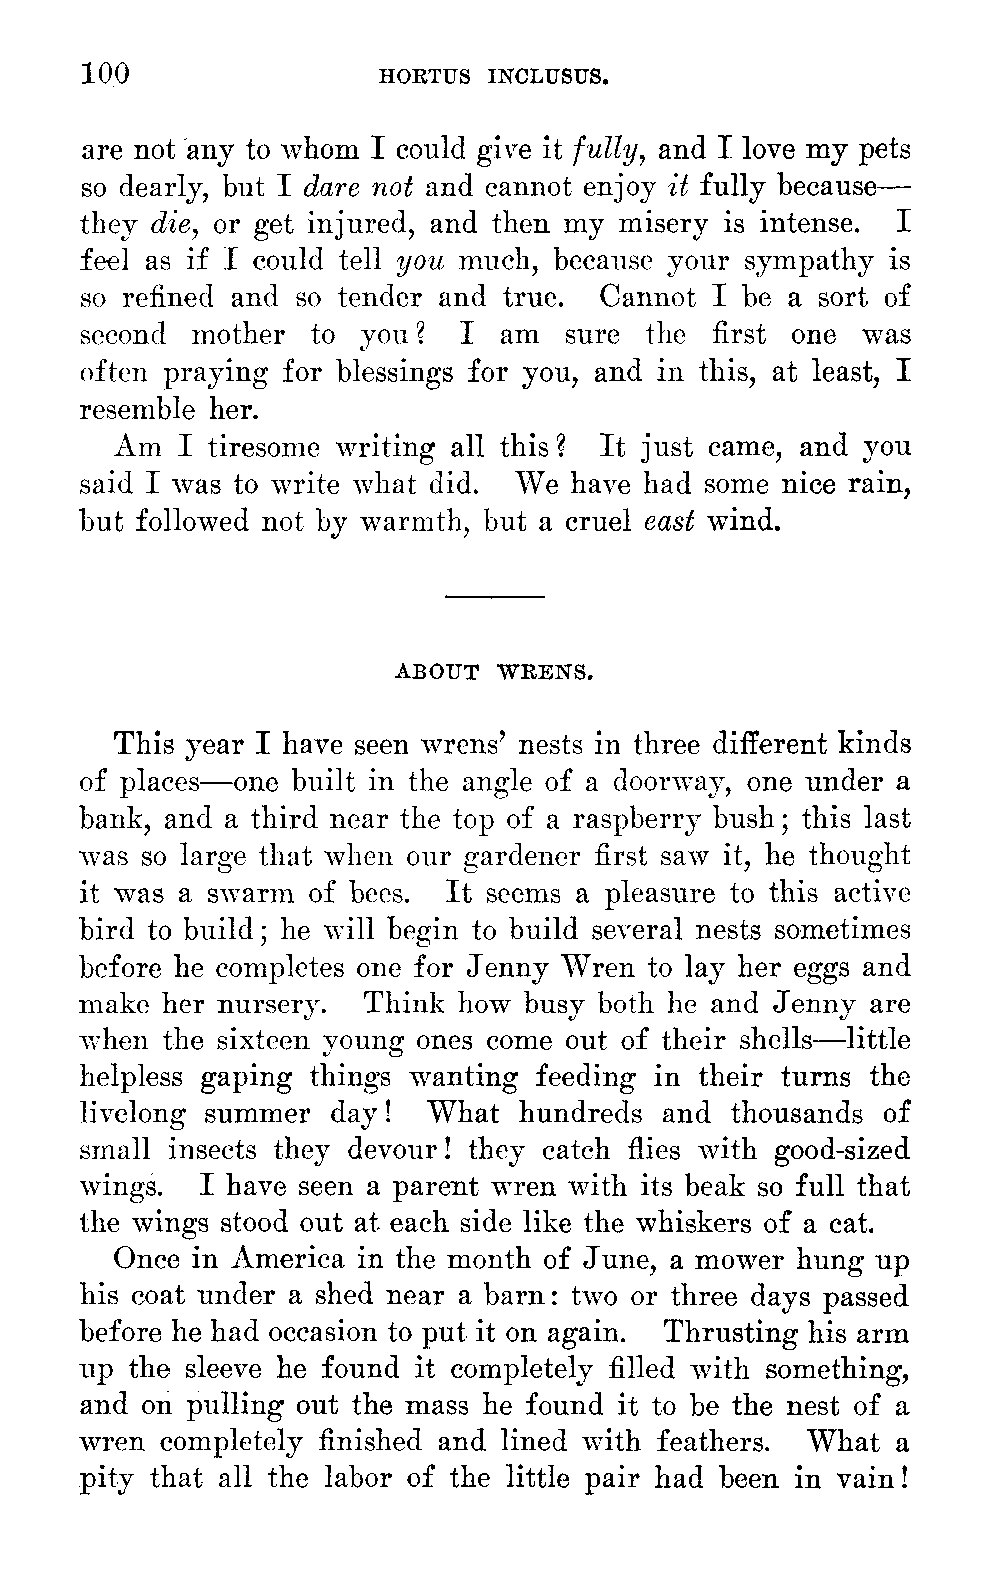 100 HORTUS INCLUSUS.
are not any to whom I could give it fully, and I love my pets
so dearly, but I dare not and cannot enjoy it fully because—
they die, or get injured, and then my misery is intense. I
feel as if I could tell you much, because your sympathy is
so refined and so tender and true. Cannot I be a sort of
second mother to you? I am sure the first one was
often praying for blessings for you, and in this, at least, I
resemble her.
Am I tiresome writing all this? It just came, and you
said I was to write what did. We have had some nice rain,
but followed not by warmth, but a cruel east wind.
ABOUT WRENS.
This year I have seen wrens' nests in three different kinds
of places—one built in the angle of a doorway, one under a
bank, and a third near the top of a raspberry bush; this last
was so large that when our gardener first saw it, he thought
it was a swarm of bees. It seems a pleasure to this active
bird to build; he will begin to build several nests sometimes
before he completes one for Jenny Wren to lay her eggs and
make her nursery. Think how busy both he and Jenny are
when the sixteen young ones come out of their shells—little
helpless gaping things wanting feeding in their turns the
livelong summer day! What hundreds and thousands of
small insects they devour! they catch flies with good-sized
wings. I have seen a parent wren with its beak so full that
the wings stood out at each side like the whiskers of a cat.
Once in America in the month of June, a mower hung up
his coat under a shed near a barn: two or three days passed
before he had occasion to put it on again. Thrusting his arm
up the sleeve he found it completely filled with something,
and on pulling out the mass he found it to be the nest of a
wren completely finished and lined with feathers. What a
pity that all the labor of the little pair had been in vain!